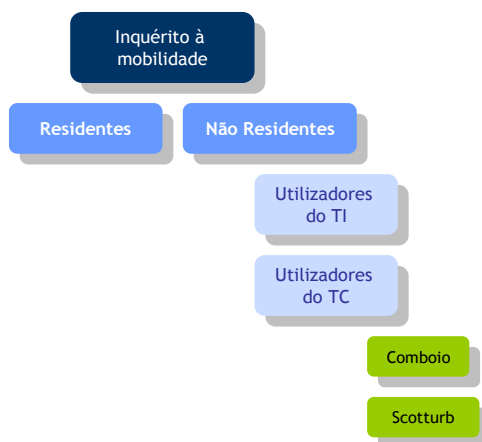 Inquérito à
mobilidade
Residentes
Não Residentes
Utilizadores
do TI
Utilizadores
do TC
Comboio
Scotturb